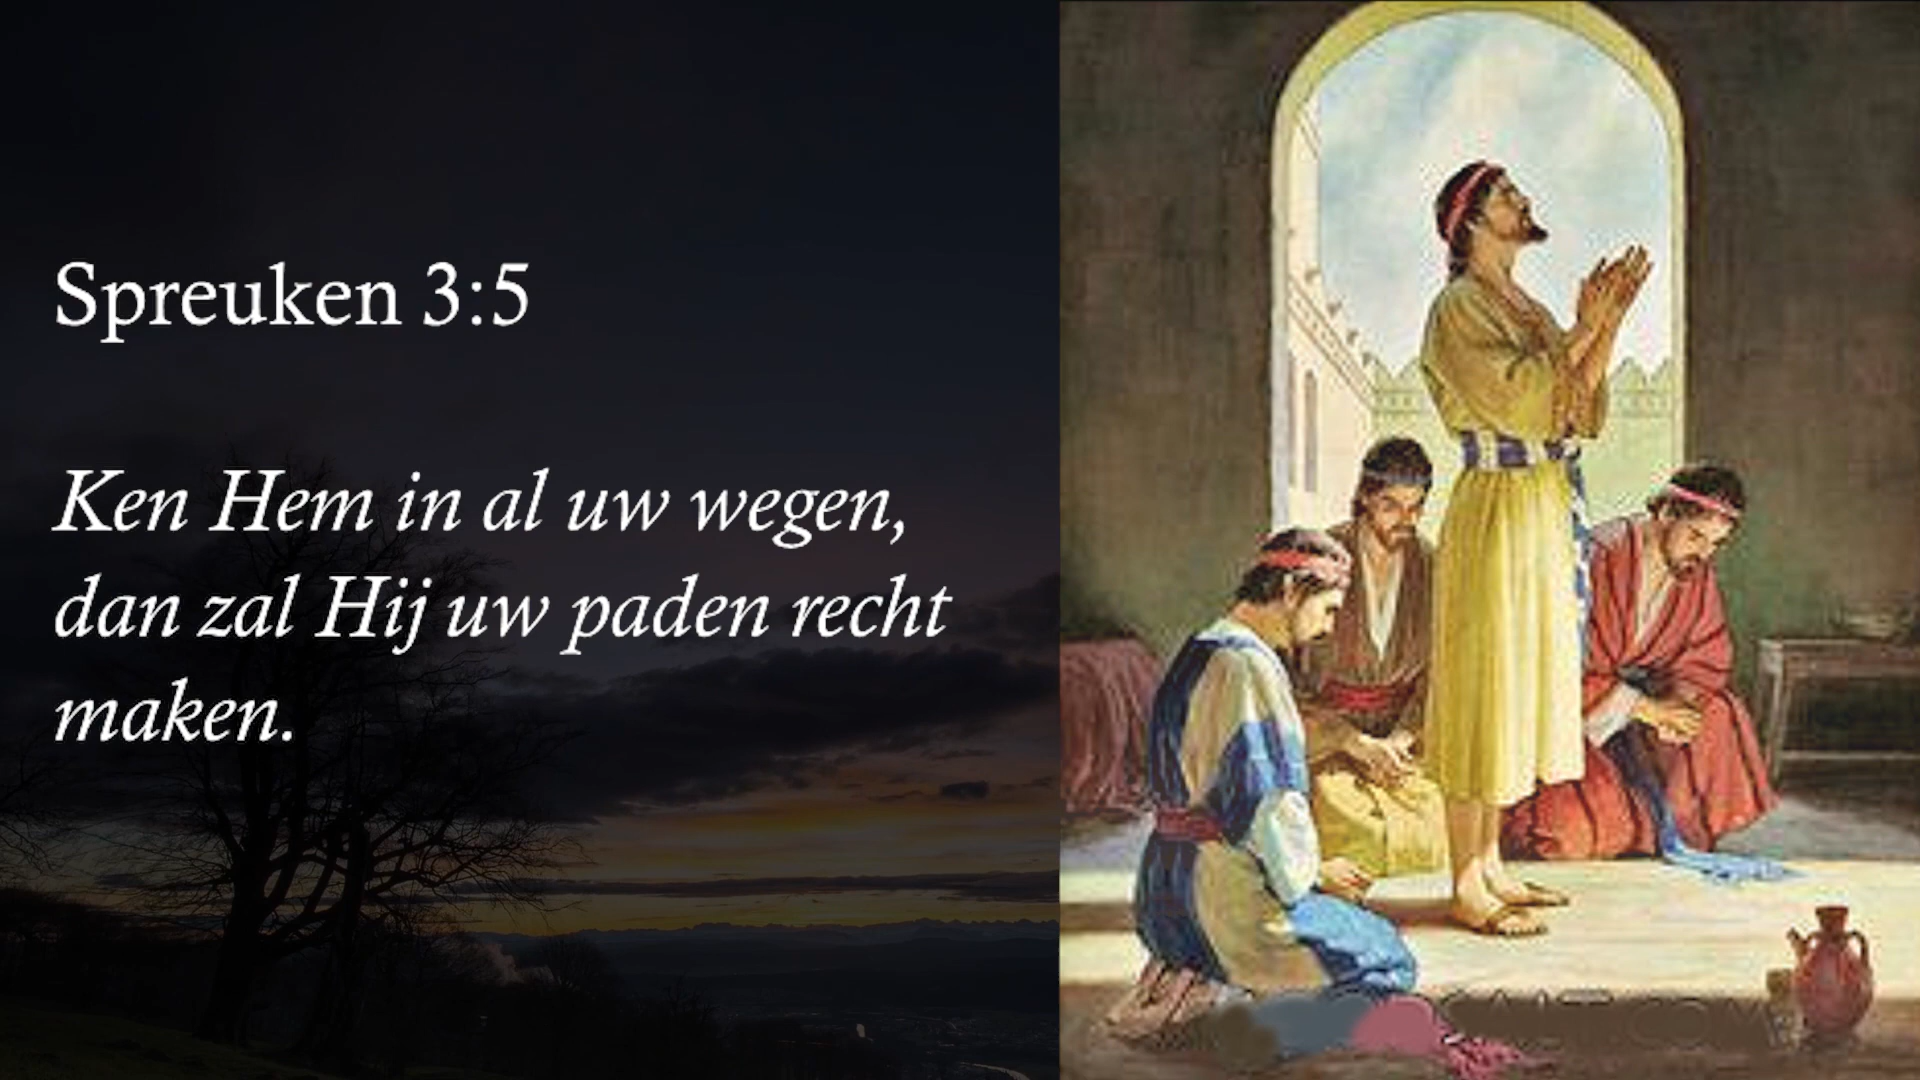 Spreuken 3:5
Ken Hem in al uw wegen,
dan zal Hij uw paden recht
maken.